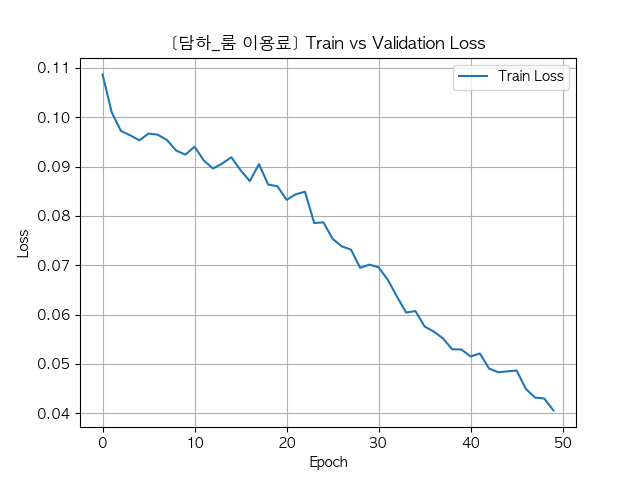 [담하_룸 이용료] Train vs Validation Loss
Train Loss
0.11
0.10
0.09
0.08
0.07
0.06
0.05
0.04
Loss
0 10 20 30 40 50
Epoch